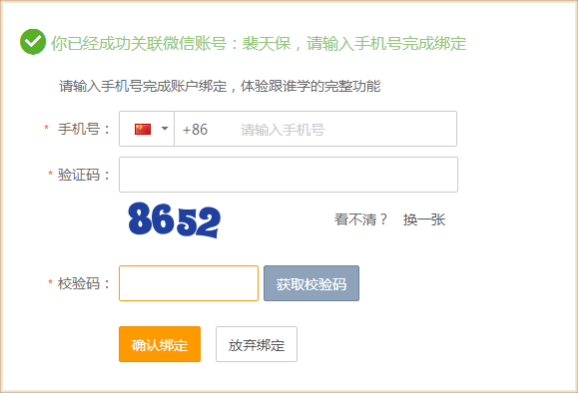 你已经成功关联微信账号：裴天保，请输入手机号完成绑定
请输入手机号完成账户绑定，体验跟谁学的完整功能
* 手机号： +86 请输入手机号
* 验证码：
8652 看不清？ 换一张
* 校验码： 获取校验码
确认绑定 放弃绑定